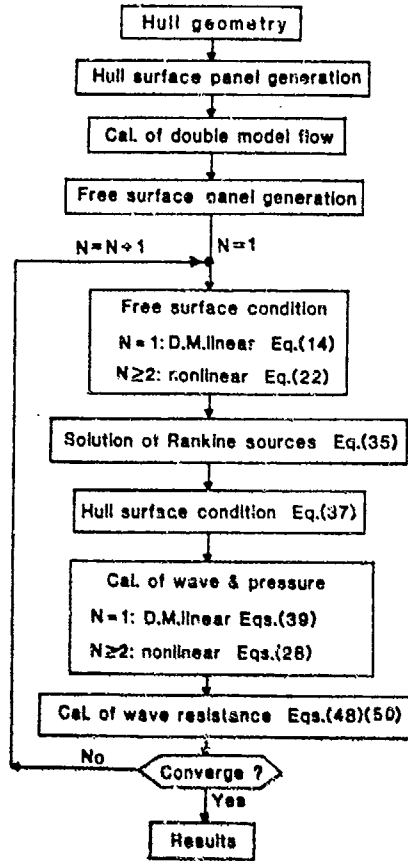 Hull geometry
Hull surface panel generation
Cal. of double model flow
Free surface panel generation
N=N+1
N=1
Free surface condition
N=1: D.M.linear Eq.(14)
N≥2: nonlinear Eq.(22)
Solution of Rankine sources Eq.(35)
Hull surface condition Eq.(37)
Cal. of wave & pressure
N=1: D.M.linear Eqs.(39)
N≥2: nonlinear Eqs.(28)
Cal. of wave resistance Eqs.(48)(50)
No
Converge ?
Yes
Results